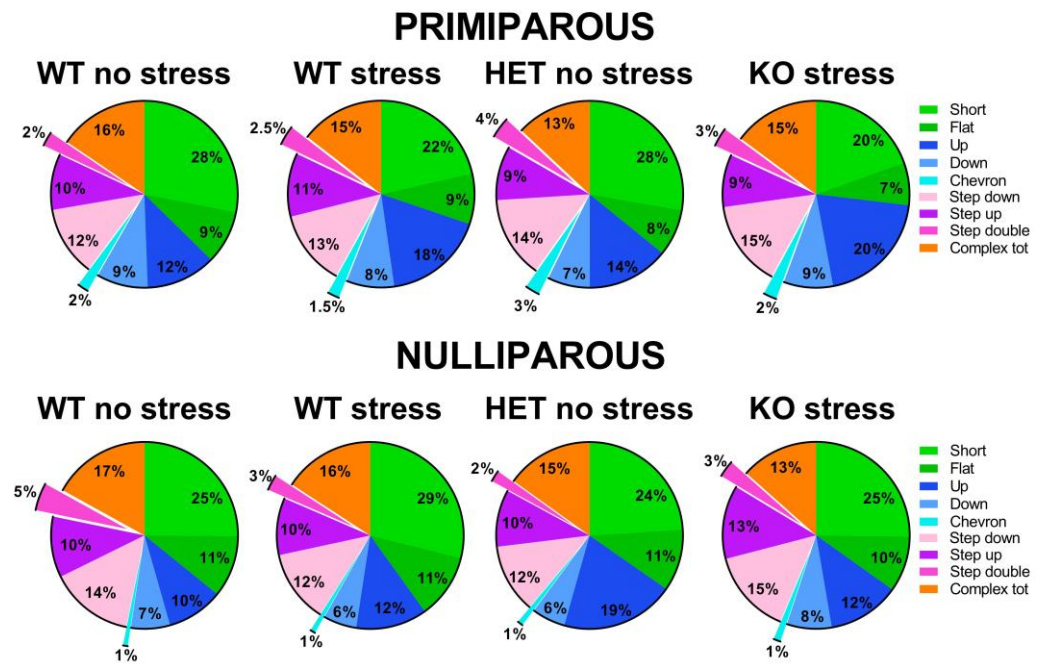 PRIMIPAROUS
WT no stress
WT stress
HET no stress
KO stress
16%
28%
9%
12%
9%
2%
12%
10%
2%
15%
22%
9%
18%
8%
1.5%
13%
11%
2.5%
13%
28%
8%
14%
7%
3%
14%
9%
4%
15%
20%
7%
20%
9%
2%
15%
9%
3%
Short
Flat
Up
Down
Chevron
Step down
Step up
Step double
Complex tot
NULLIPAROUS
WT no stress
WT stress
HET no stress
KO stress
17%
25%
11%
10%
7%
1%
14%
10%
5%
16%
29%
11%
12%
6%
1%
12%
10%
3%
15%
24%
11%
19%
6%
1%
12%
10%
2%
13%
25%
10%
12%
8%
1%
15%
13%
3%
Short
Flat
Up
Down
Chevron
Step down
Step up
Step double
Complex tot